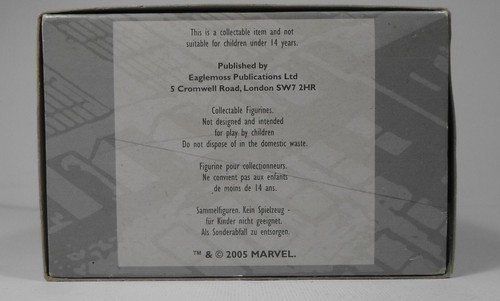 This is a collectable item and not
suitable for children under 14 years.
Published by
Eaglemoss Publications Ltd
5 Cromwell Road, London SW7 2HR
Collectable Figurines.
Not designed and intended
for play by children
Do not dispose of in the domestic waste.
Figurine pour collectionneurs.
Ne convient pas aux enfants
de moins de 14 ans.
Sammelfiguren. Kein Spielzeug -
für Kinder nicht geeignet.
Als Sonderabfall zu entsorgen.
™ & © 2005 MARVEL.